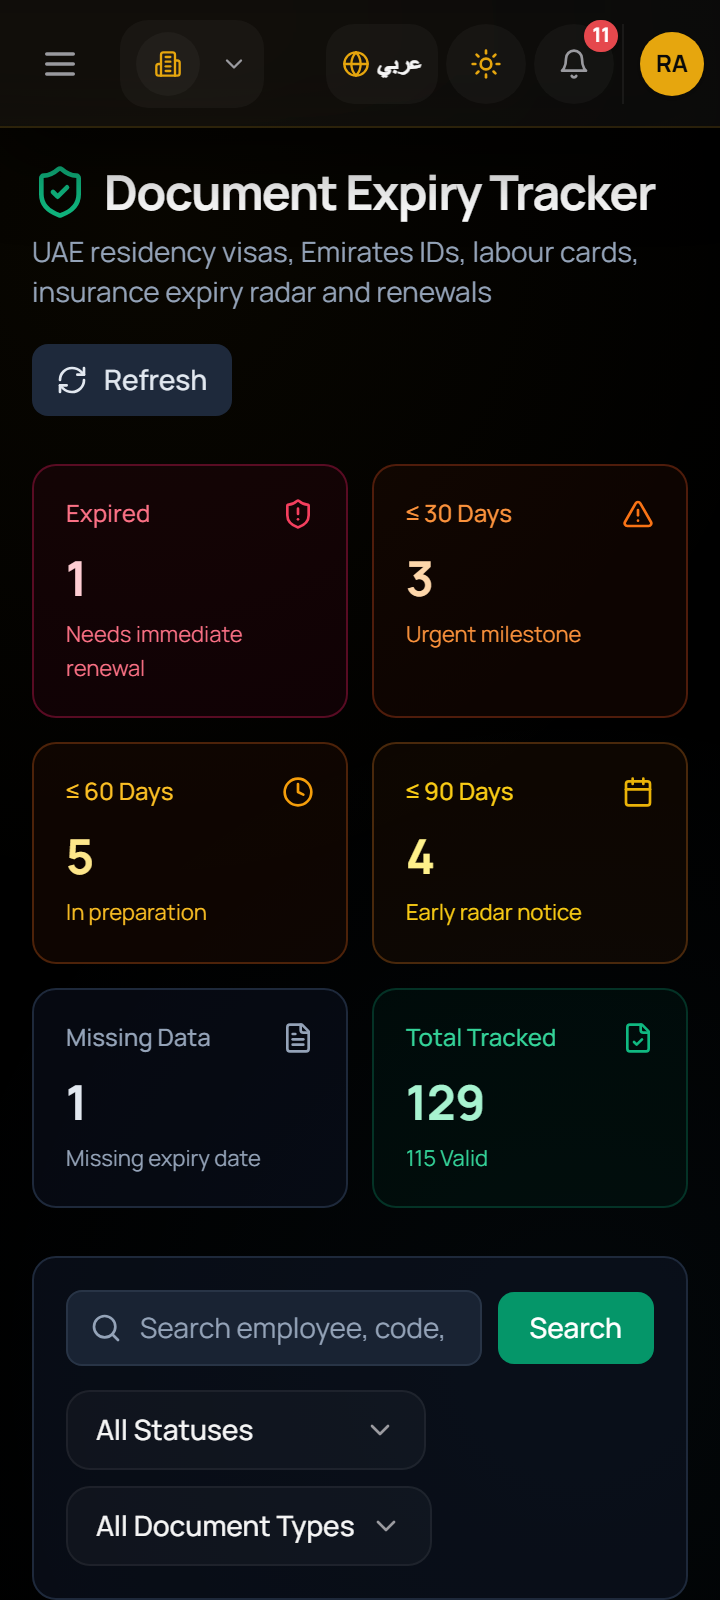 عربي
11
RA
Document Expiry Tracker
UAE residency visas, Emirates IDs, labour cards,
insurance expiry radar and renewals
Refresh
Expired
1
Needs immediate
renewal
≤ 30 Days
3
Urgent milestone
≤ 60 Days
5
In preparation
≤ 90 Days
4
Early radar notice
Missing Data
1
Missing expiry date
Total Tracked
129
115 Valid
Search employee, code,
Search
All Statuses
All Document Types